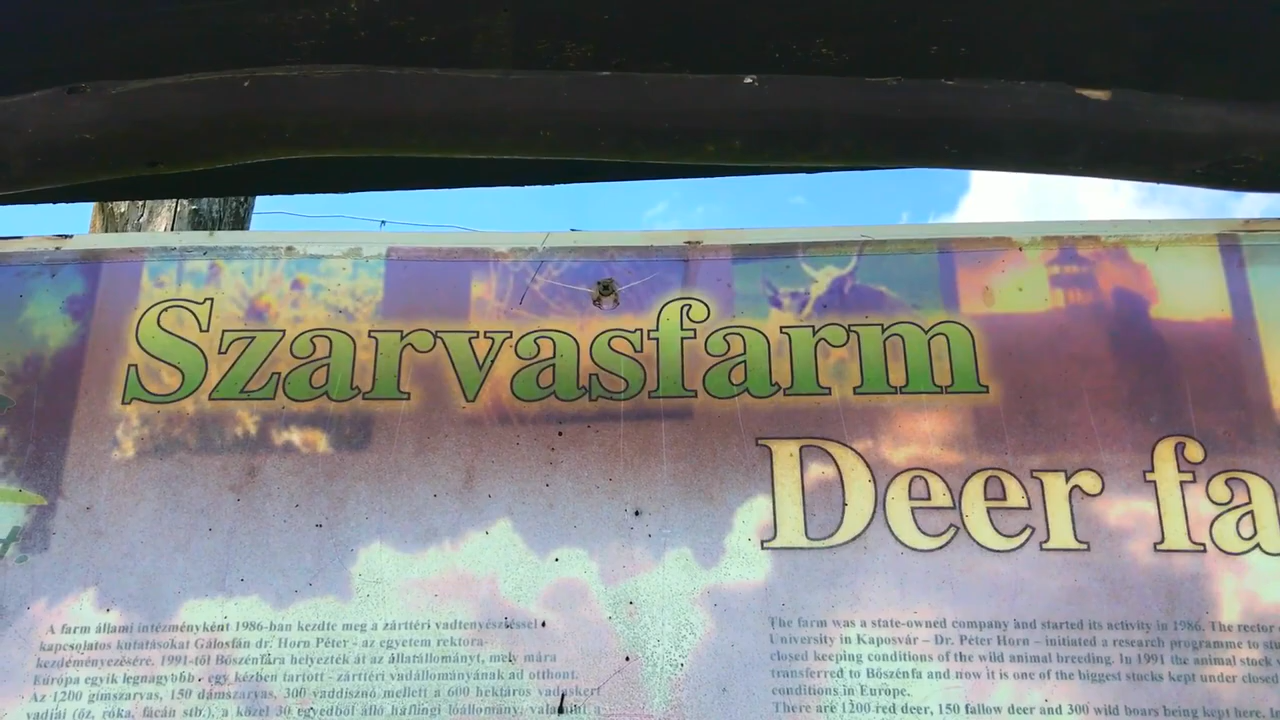 Szarvasfarm
Deer fa
A farm állami intézményként 1986-ban kezdte meg a zárttéri vadtenyésztéssel
kapcsolatos kutatásokat Gálosfán dr. Horn Péter - az egyetem rektora-
kezdeményezésére. 1991-től Bőszénfára helyezték át az állatállományt, mely mára
Európa egyik legnagyobb - egy kézben tartott - zárttéri vadállományának ad otthont.
Az 1200 gímszarvas, 150 dámszarvas, 300 vaddisznó mellett a 600 hektáros vadaskert
vadjai (őz, róka, fácán stb.), a közel 30 egyedből álló haflingi lóállomány, valamint a
The farm was a state-owned company and started its activity in 1986. The rector
University in Kaposvár – Dr. Péter Horn – initiated a research programme to stu
closed keeping conditions of the wild animal breeding. In 1991 the animal stock
transferred to Bőszénfa and now it is one of the biggest stocks kept under closed
conditions in Europe.
There are 1200 red deer, 150 fallow deer and 300 wild boars being kept here.